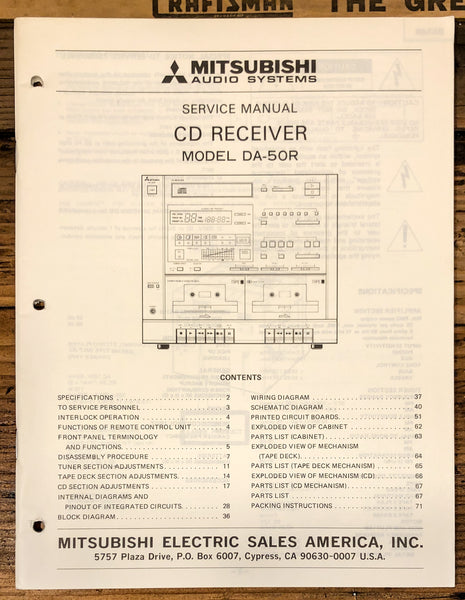 CRAFTSMAN THE GRE
MITSUBISHI
AUDIO SYSTEMS
SERVICE MANUAL
CD RECEIVER
MODEL DA-50R
CONTENTS
SPECIFICATIONS 2
TO SERVICE PERSONNEL 3
INTERLOCK OPERATION 4
FUNCTIONS OF REMOTE CONTROL UNIT 4
FRONT PANEL TERMINOLOGY
AND FUNCTIONS. 5
DISASSEMBLY PROCEDURE 7
TUNER SECTION ADJUSTMENTS 11
TAPE DECK SECTION ADJUSTMENTS. 14
CD SECTION ADJUSTMENTS 17
INTERNAL DIAGRAMS AND
PINOUT OF INTEGRATED CIRCUITS. 28
BLOCK DIAGRAM 36
WIRING DIAGRAM 37
SCHEMATIC DIAGRAM 40
PRINTED CIRCUIT BOARDS. 51
EXPLODED VIEW OF CABINET 62
PARTS LIST (CABINET) 63
EXPLODED VIEW OF MECHANISM
(TAPE DECK). 64
PARTS LIST (TAPE DECK MECHANISM) 65
EXPLODED VIEW OF MECHANISM (CD) 66
PARTS LIST (CD MECHANISM) 67
PARTS LIST 67
PACKING INSTRUCTIONS 71
MITSUBISHI ELECTRIC SALES AMERICA, INC.
5757 Plaza Drive, P.O. Box 6007, Cypress, CA 90630-0007 U.S.A.